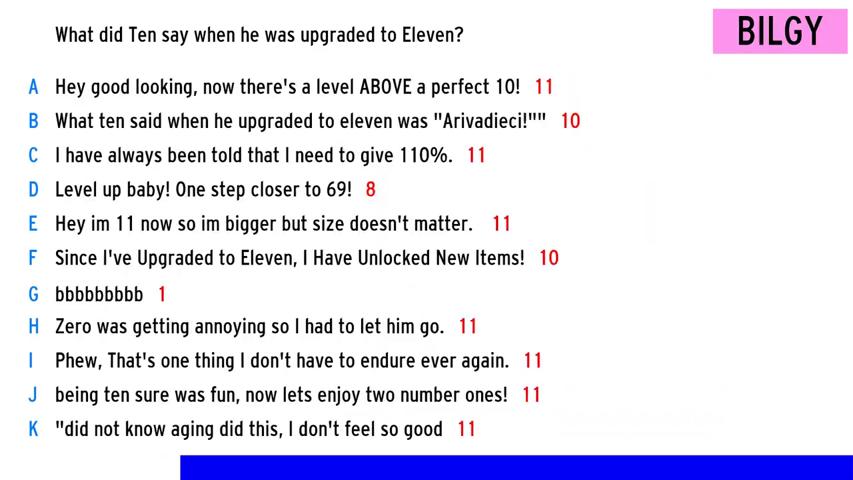 What did Ten say when he was upgraded to Eleven?
BILGY
A Hey good looking, now there's a level ABOVE a perfect 10! 11
B What ten said when he upgraded to eleven was "Arivadieci!"" 10
C I have always been told that I need to give 110%. 11
D Level up baby! One step closer to 69! 8
E Hey im 11 now so im bigger but size doesn't matter. 11
F Since I've Upgraded to Eleven, I Have Unlocked New Items! 10
G bbbbbbbbb 1
H Zero was getting annoying so I had to let him go. 11
I Phew, That's one thing I don't have to endure ever again. 11
J being ten sure was fun, now lets enjoy two number ones! 11
K "did not know aging did this, I don't feel so good 11